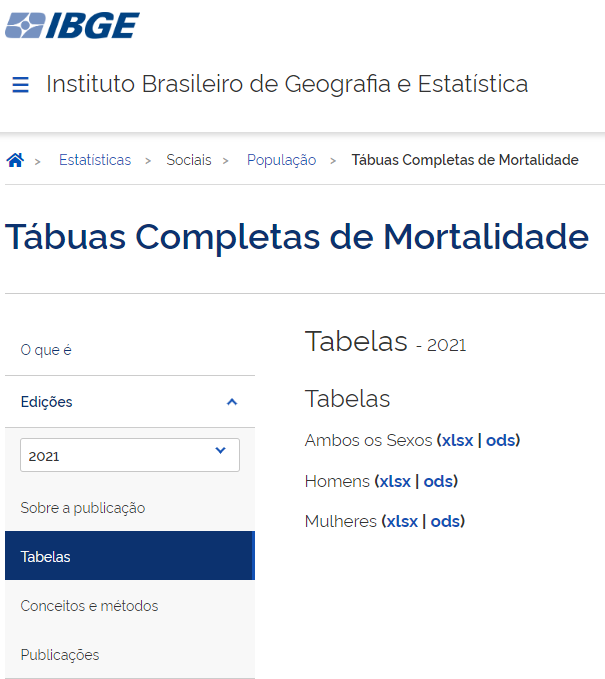 IBGE
Instituto Brasileiro de Geografia e Estatística
> Estatísticas > Sociais > População > Tábuas Completas de Mortalidade
Tábuas Completas de Mortalidade
O que é
Edições
2021
Sobre a publicação
Tabelas
Conceitos e métodos
Publicações
Tabelas - 2021
Tabelas
Ambos os Sexos (xlsx | ods)
Homens (xlsx | ods)
Mulheres (xlsx | ods)